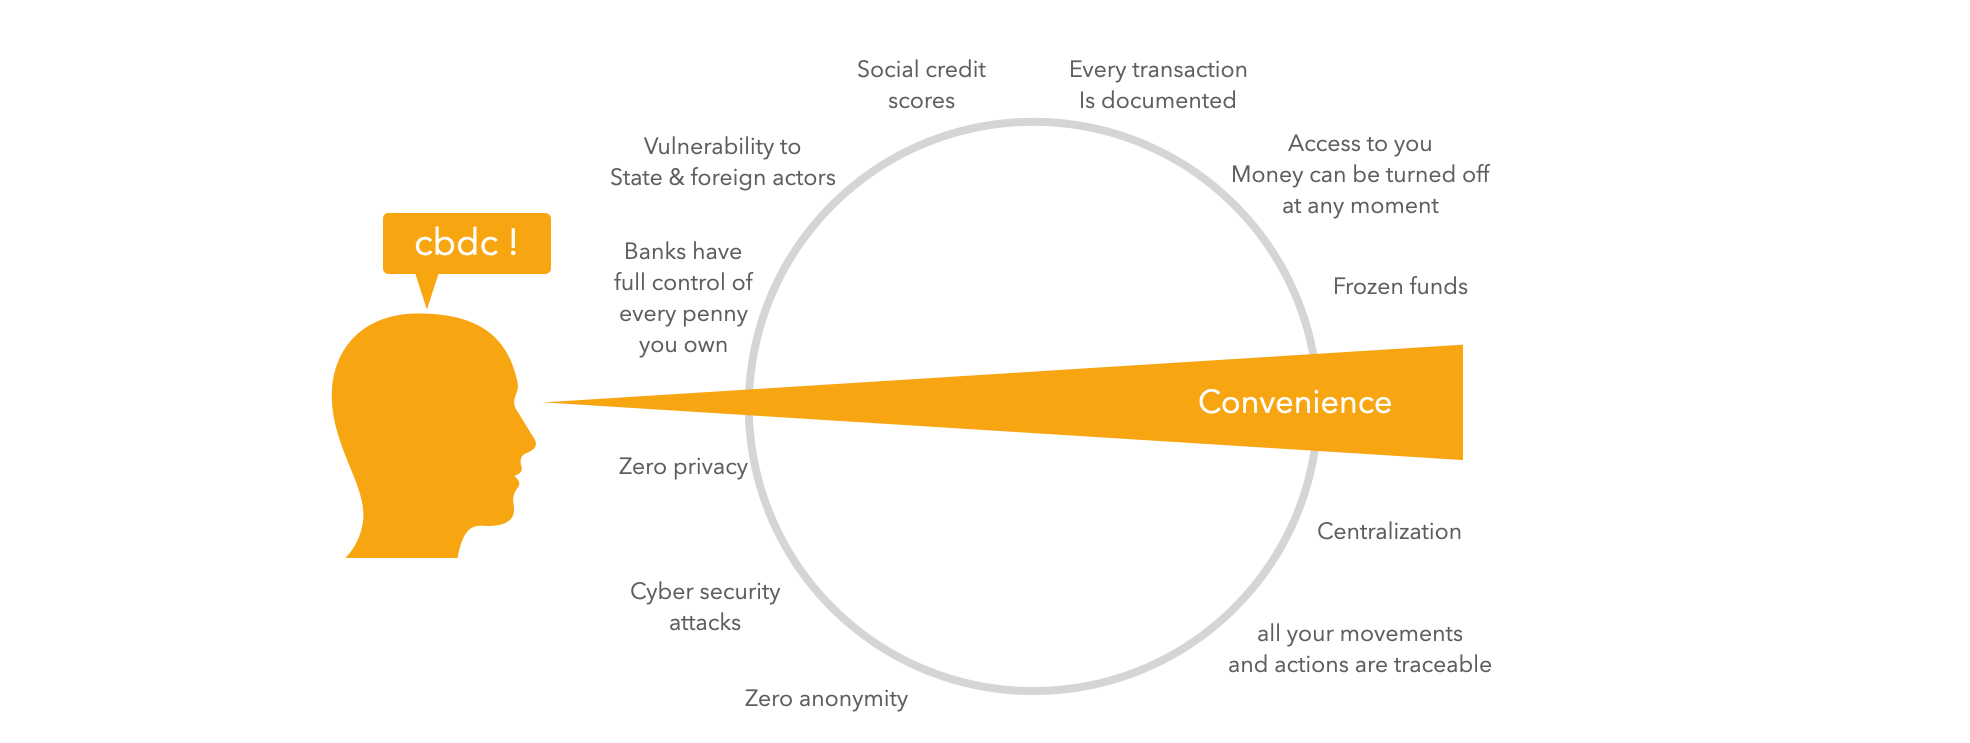 Social credit
scores
Every transaction
Is documented
Vulnerability to
State & foreign actors
Access to you
Money can be turned off
at any moment
cbdc !
Banks have
full control of
every penny
you own
Frozen funds
Convenience
Zero privacy
Centralization
Cyber security
attacks
all your movements
and actions are traceable
Zero anonymity